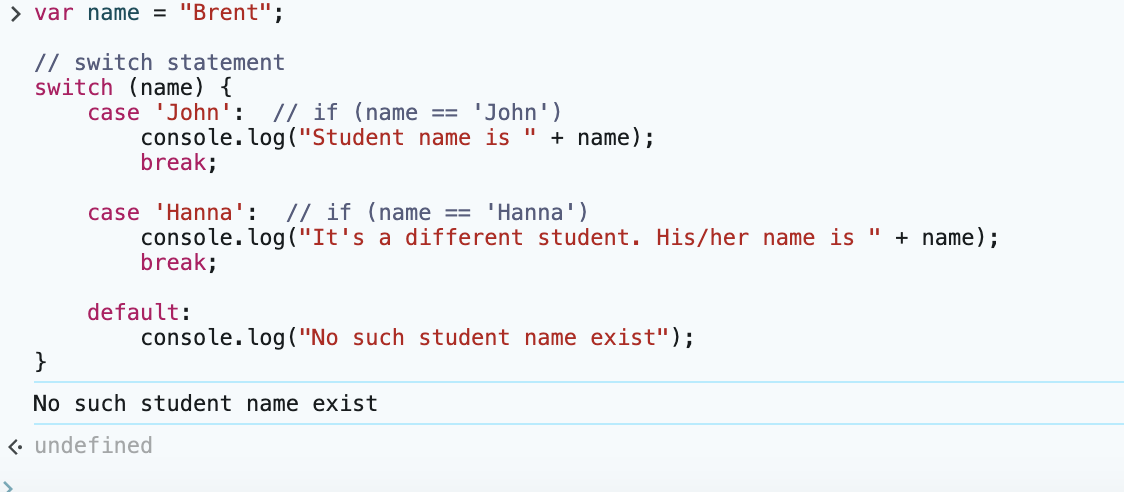 > var name = "Brent";
// switch statement
switch (name) {
    case 'John':  // if (name == 'John')
        console.log("Student name is " + name);
        break;

    case 'Hanna':  // if (name == 'Hanna')
        console.log("It's a different student. His/her name is " + name);
        break;

    default:
        console.log("No such student name exist");
}
No such student name exist
undefined